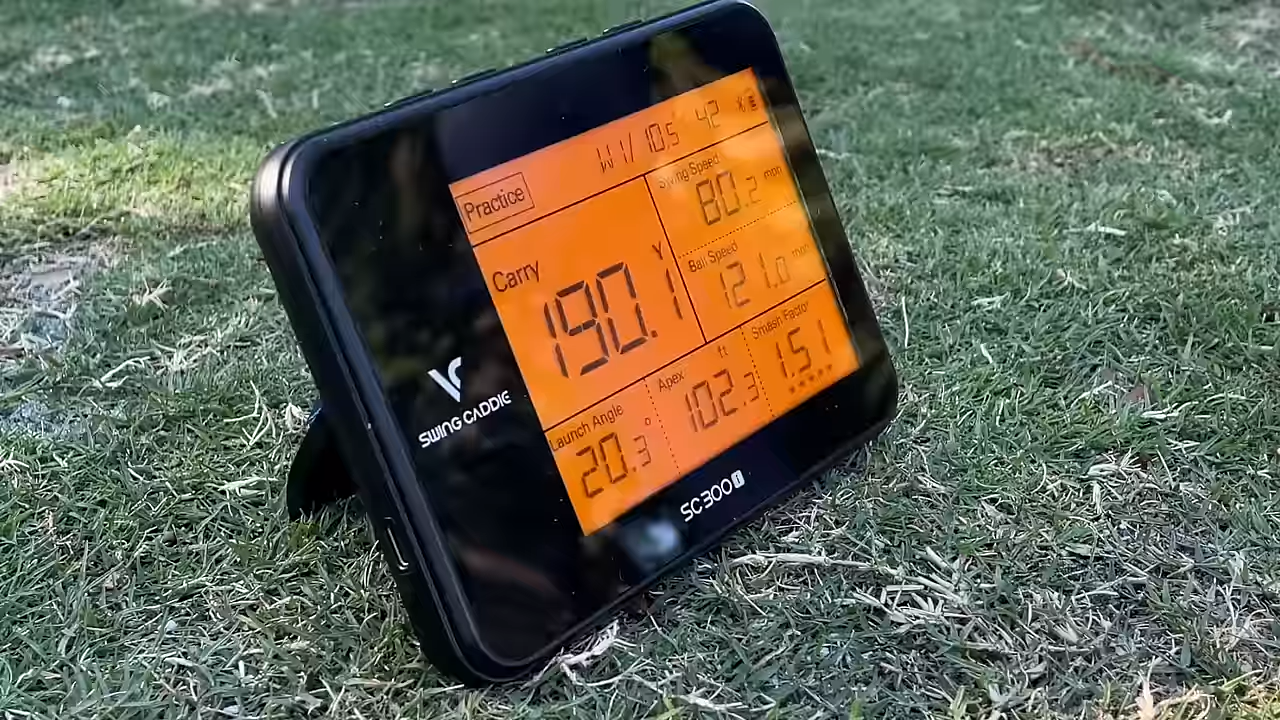 W 1/ 10.5 42
Practice
Swing Speed
80.2 mph
Carry
190.1 Y
Ball Speed
121.0 mph
Launch Angle
20.3 °
Apex
102.3 ft
Smash Factor
1.51
SWING CADDIE
SC300i